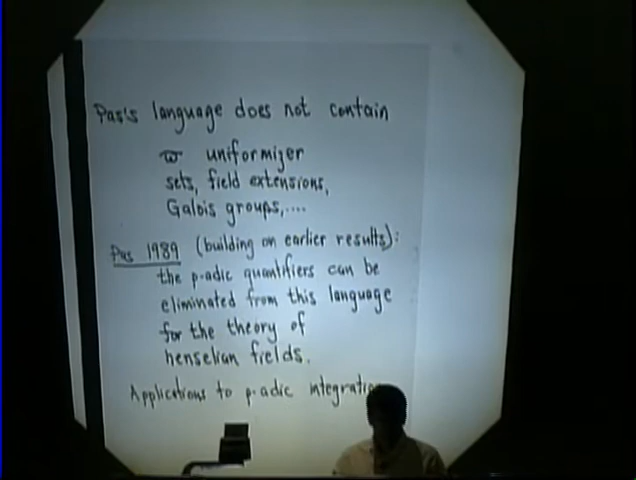 Pas's language does not contain
ϖ uniformizer
sets, field extensions,
Galois groups,....
Pas 1989 (building on earlier results):
the p-adic quantifiers can be
eliminated from this language
for the theory of
henselian fields.
Applications to p-adic integration